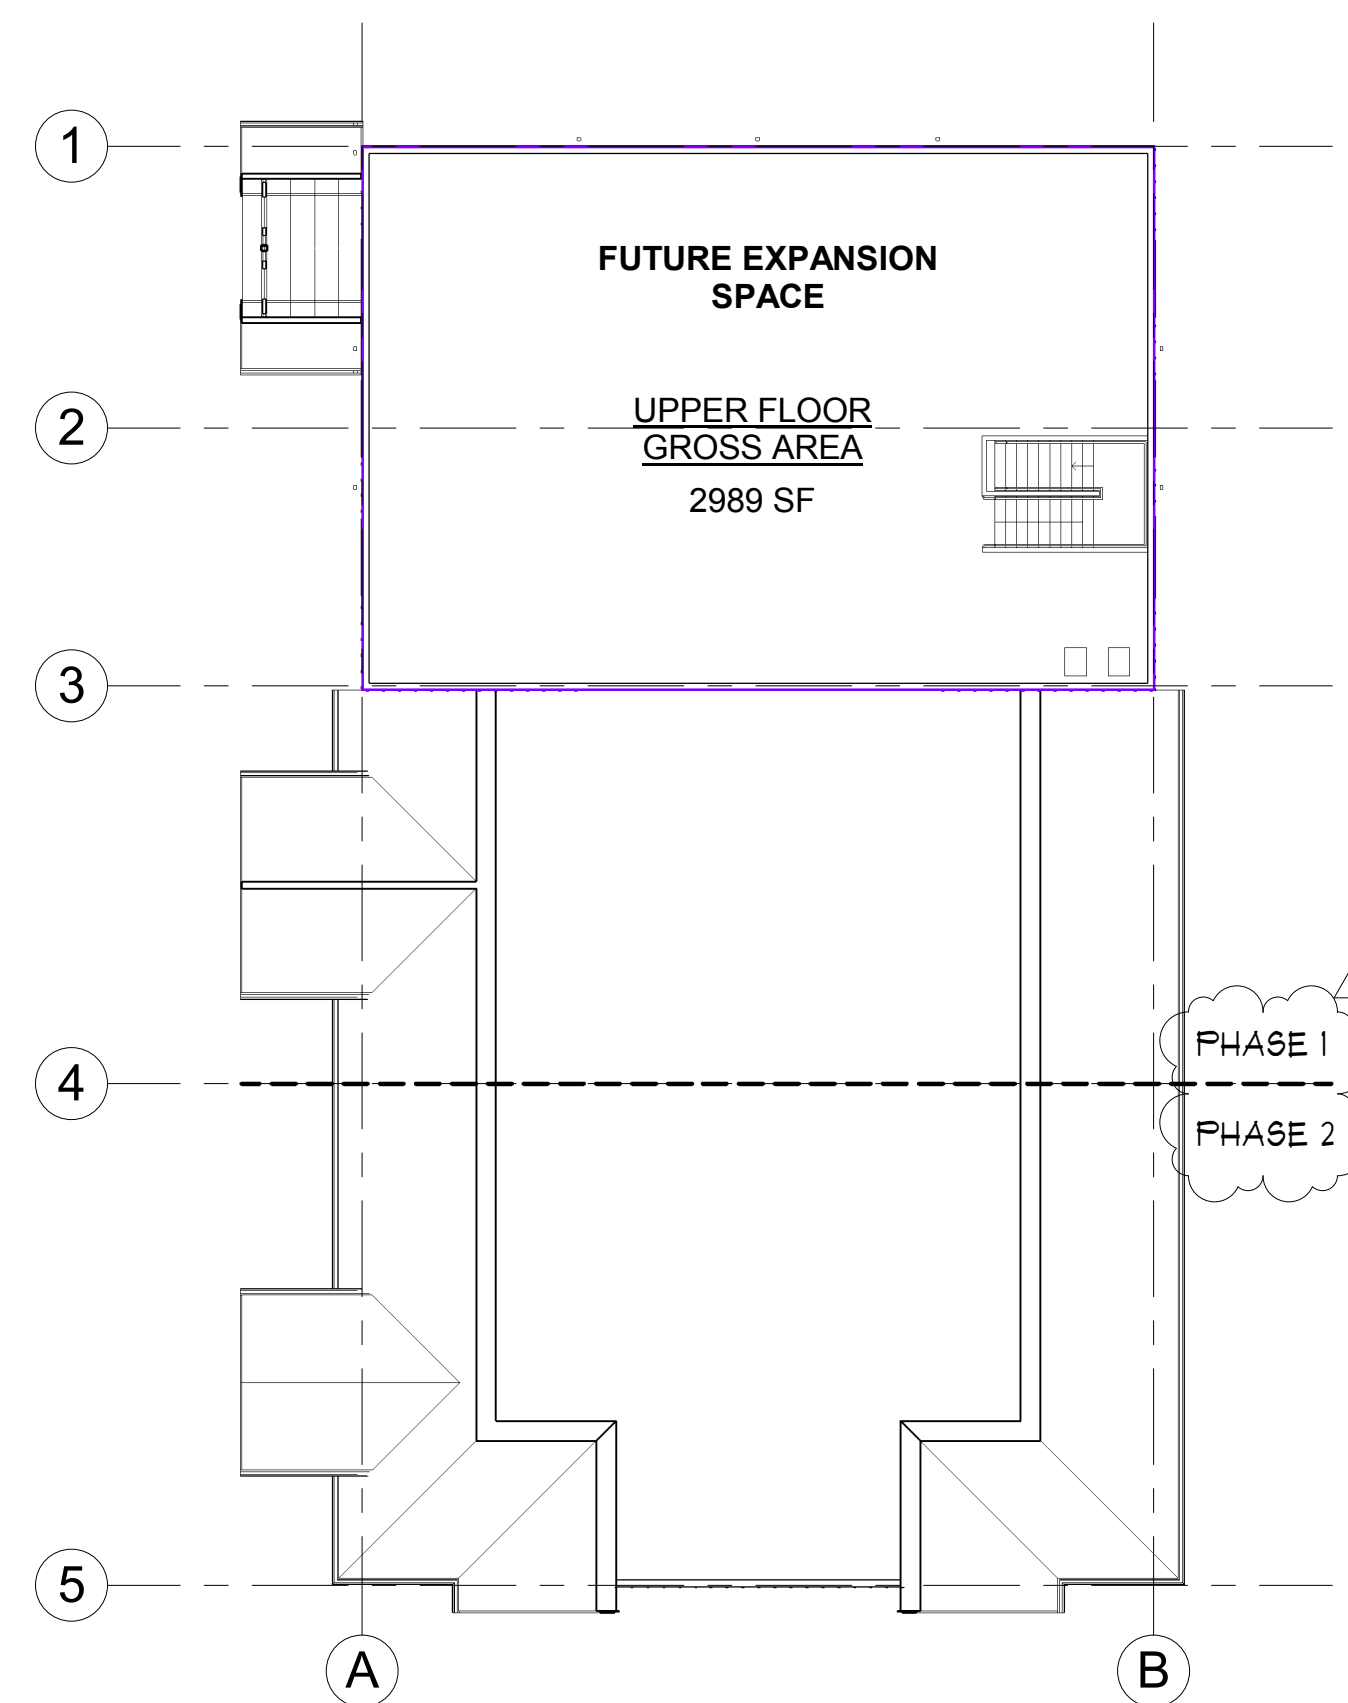 1
FUTURE EXPANSION
SPACE
2
UPPER FLOOR
GROSS AREA
2989 SF
3
PHASE 1
4
PHASE 2
5
A
B